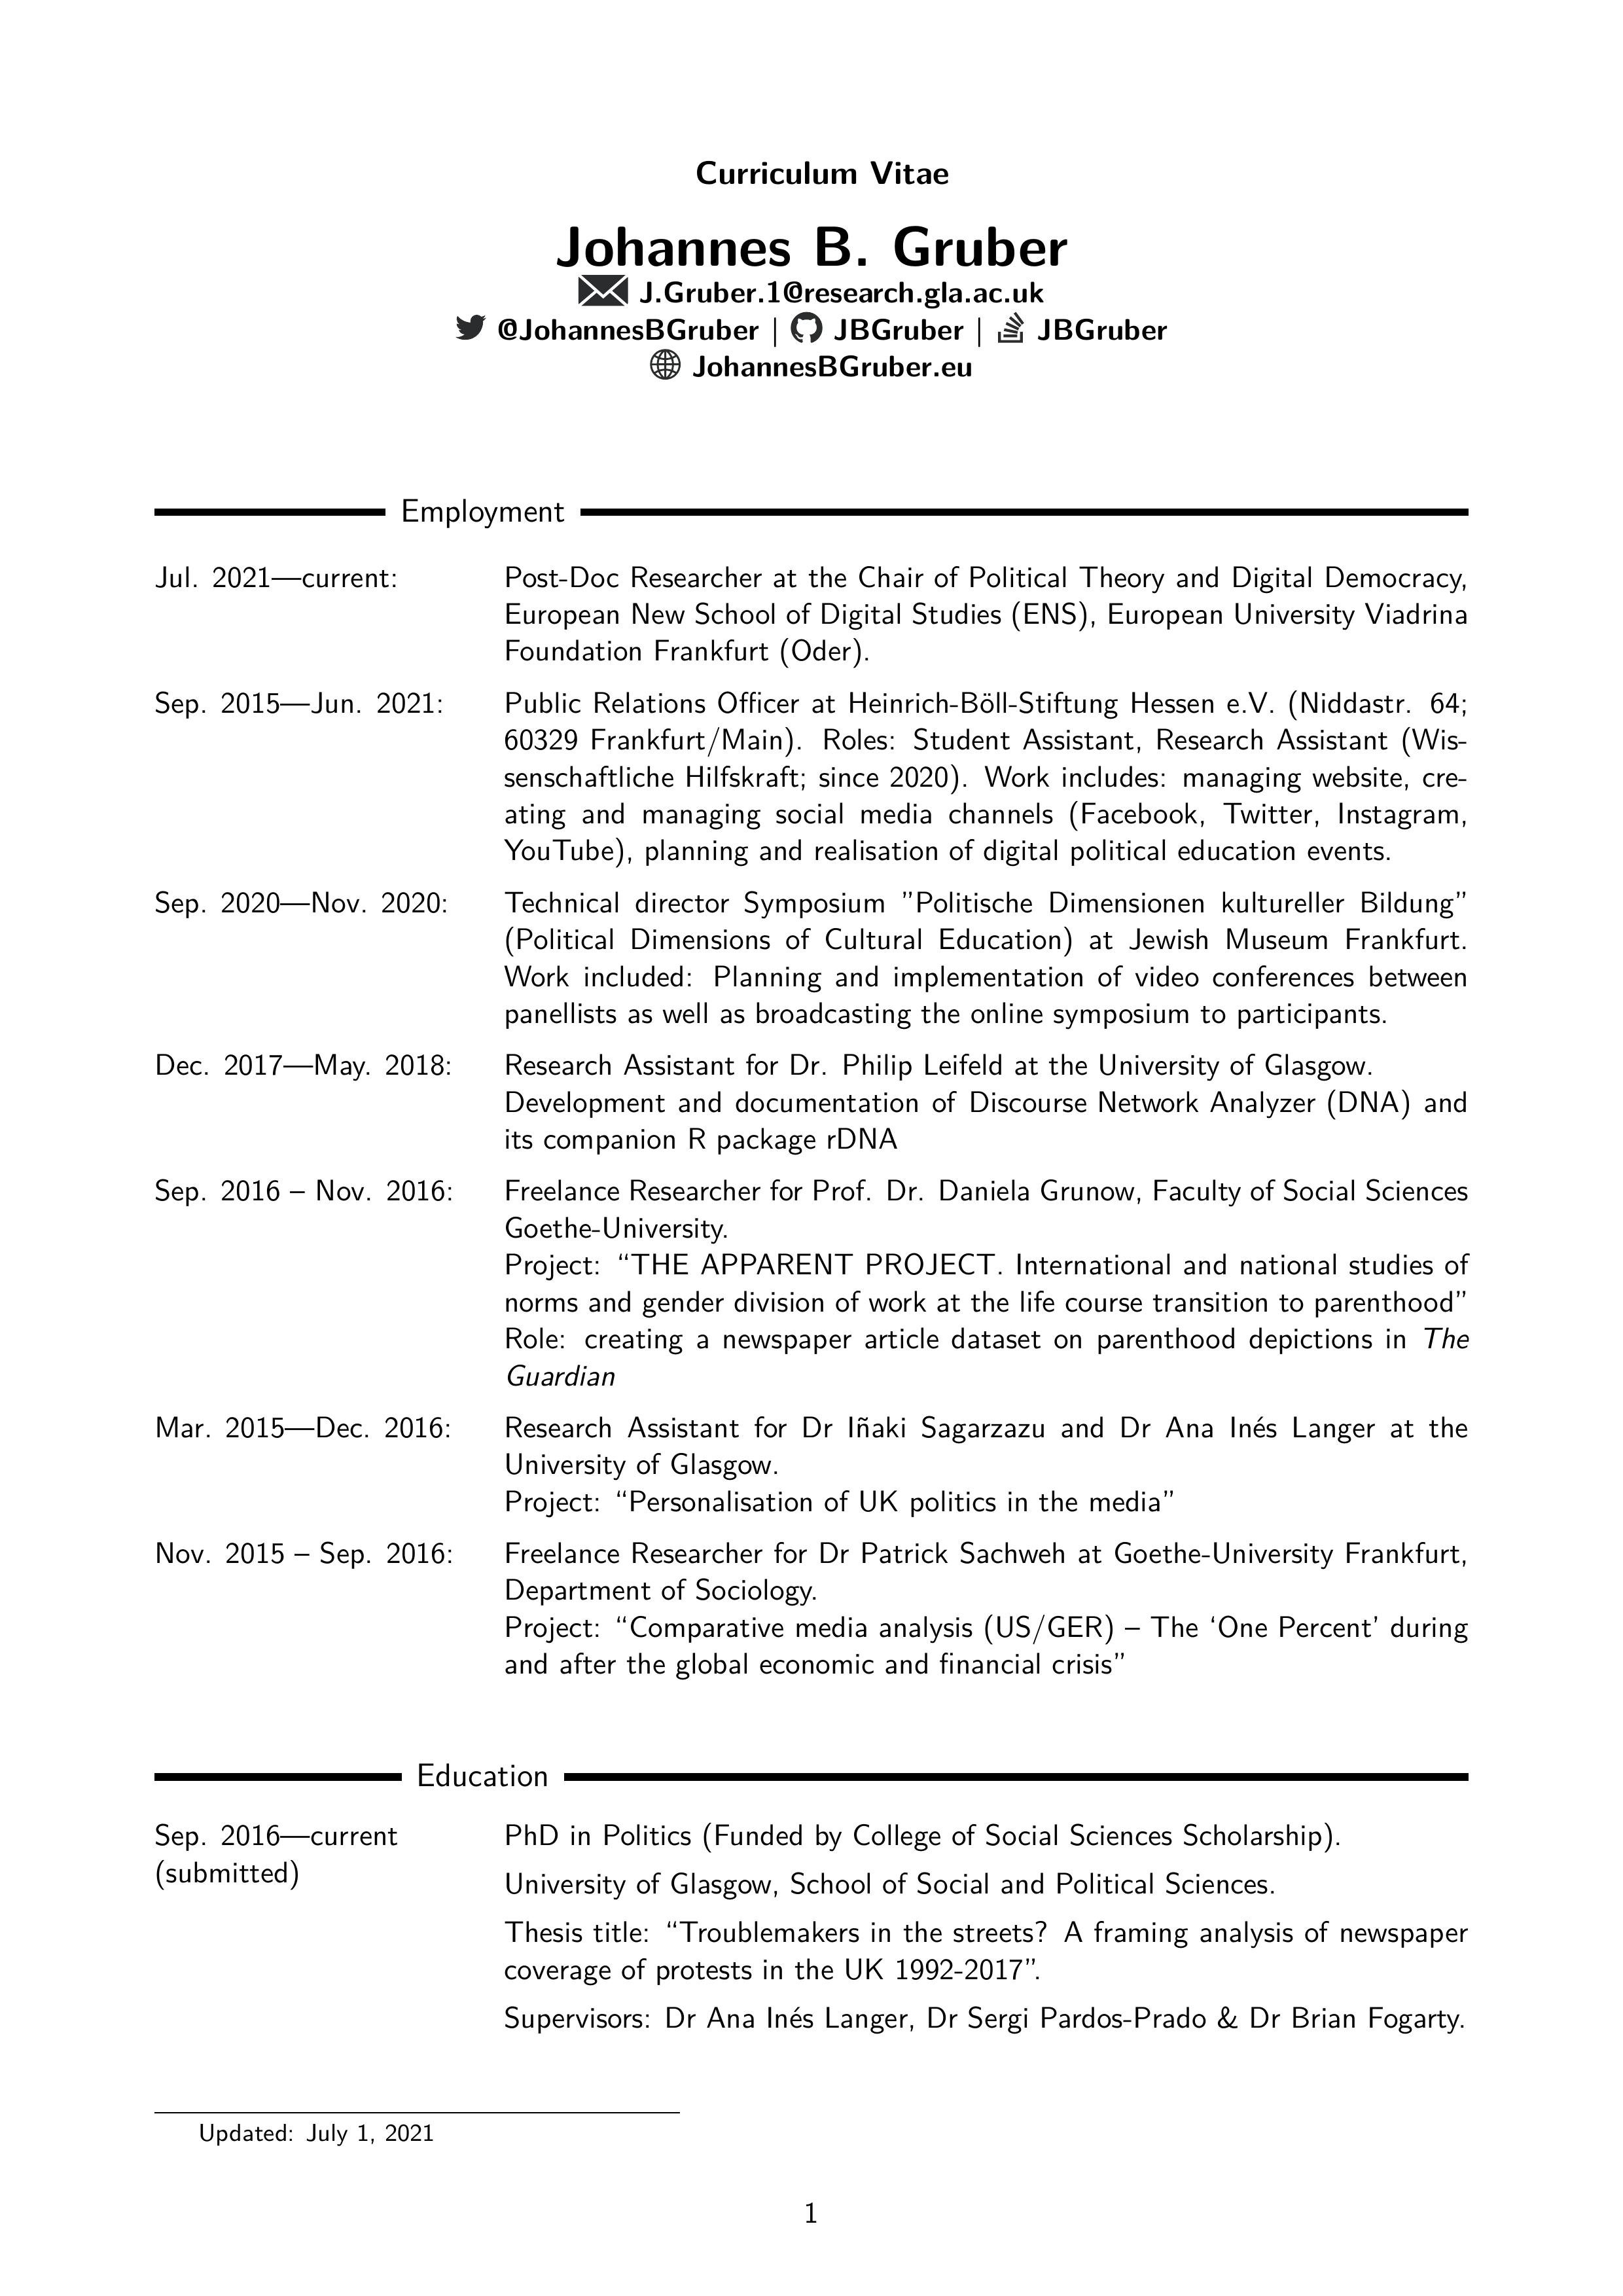 Curriculum Vitae
Johannes B. Gruber
J.Gruber.1@research.gla.ac.uk
@JohannesBGruber | JBGruber | JBGruber
JohannesBGruber.eu
Employment
Jul. 2021—current: Post-Doc Researcher at the Chair of Political Theory and Digital Democracy,
European New School of Digital Studies (ENS), European University Viadrina
Foundation Frankfurt (Oder).
Sep. 2015—Jun. 2021: Public Relations Officer at Heinrich-Böll-Stiftung Hessen e.V. (Niddastr. 64;
60329 Frankfurt/Main). Roles: Student Assistant, Research Assistant (Wis-
senschaftliche Hilfskraft; since 2020). Work includes: managing website, cre-
ating and managing social media channels (Facebook, Twitter, Instagram,
YouTube), planning and realisation of digital political education events.
Sep. 2020—Nov. 2020: Technical director Symposium ”Politische Dimensionen kultureller Bildung”
(Political Dimensions of Cultural Education) at Jewish Museum Frankfurt.
Work included: Planning and implementation of video conferences between
panellists as well as broadcasting the online symposium to participants.
Dec. 2017—May. 2018: Research Assistant for Dr. Philip Leifeld at the University of Glasgow.
Development and documentation of Discourse Network Analyzer (DNA) and
its companion R package rDNA
Sep. 2016 – Nov. 2016: Freelance Researcher for Prof. Dr. Daniela Grunow, Faculty of Social Sciences
Goethe-University.
Project: “THE APPARENT PROJECT. International and national studies of
norms and gender division of work at the life course transition to parenthood”
Role: creating a newspaper article dataset on parenthood depictions in The
Guardian
Mar. 2015—Dec. 2016: Research Assistant for Dr Iñaki Sagarzazu and Dr Ana Inés Langer at the
University of Glasgow.
Project: “Personalisation of UK politics in the media”
Nov. 2015 – Sep. 2016: Freelance Researcher for Dr Patrick Sachweh at Goethe-University Frankfurt,
Department of Sociology.
Project: “Comparative media analysis (US/GER) – The ‘One Percent’ during
and after the global economic and financial crisis”
Education
Sep. 2016—current PhD in Politics (Funded by College of Social Sciences Scholarship).
(submitted)
University of Glasgow, School of Social and Political Sciences.
Thesis title: “Troublemakers in the streets? A framing analysis of newspaper
coverage of protests in the UK 1992-2017”.
Supervisors: Dr Ana Inés Langer, Dr Sergi Pardos-Prado & Dr Brian Fogarty.
Updated: July 1, 2021
1